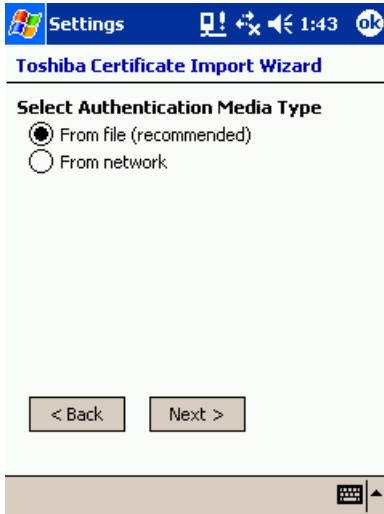 Settings 1:43 ok
Toshiba Certificate Import Wizard
Select Authentication Media Type
From file (recommended)
From network
< Back Next >